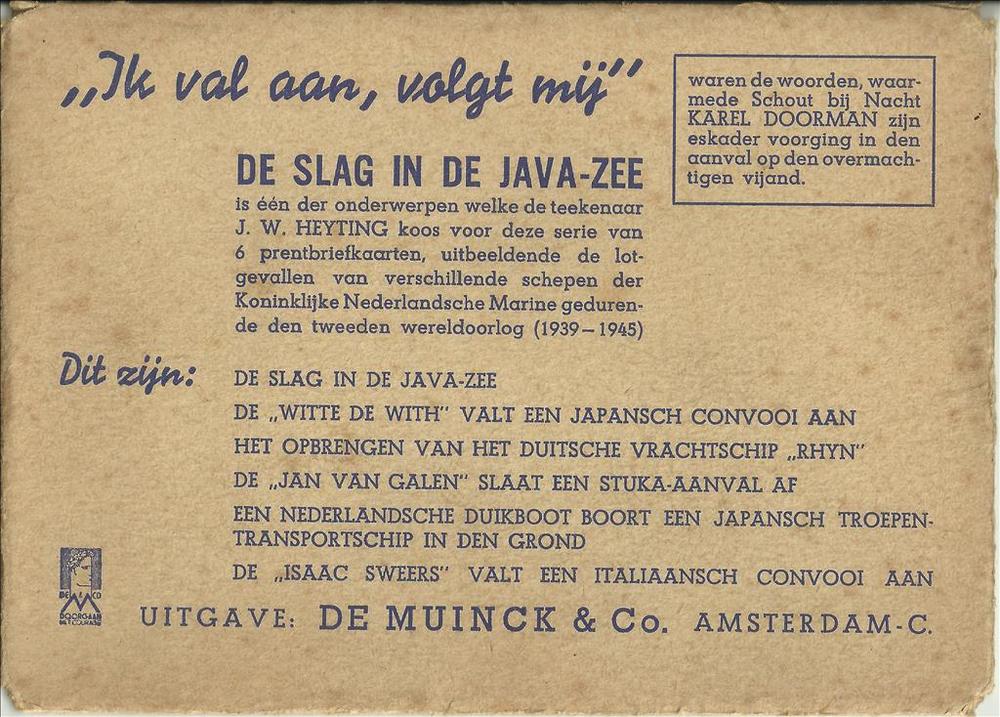 „Ik val aan, volgt mij”
waren de woorden, waar-
mede Schout bij Nacht
KAREL DOORMAN zijn
eskader voorging in den
aanval op den overmach-
tigen vijand.
DE SLAG IN DE JAVA-ZEE
is één der onderwerpen welke de teekenaar
J. W. HEYTING koos voor deze serie van
6 prentbriefkaarten, uitbeeldende de lot-
gevallen van verschillende schepen der
Koninklijke Nederlandsche Marine geduren-
de den tweeden wereldoorlog (1939–1945)
Dit zijn:
DE SLAG IN DE JAVA-ZEE
DE „WITTE DE WITH” VALT EEN JAPANSCH CONVOOI AAN
HET OPBRENGEN VAN HET DUITSCHE VRACHTSCHIP „RHYN”
DE „JAN VAN GALEN” SLAAT EEN STUKA-AANVAL AF
EEN NEDERLANDSCHE DUIKBOOT BOORT EEN JAPANSCH TROEPEN-
TRANSPORTSCHIP IN DEN GROND
DE „ISAAC SWEERS” VALT EEN ITALIAANSCH CONVOOI AAN
DE & CO
M
DOORGAAN
MET COURAGE
UITGAVE: DE MUINCK & Co. AMSTERDAM-C.